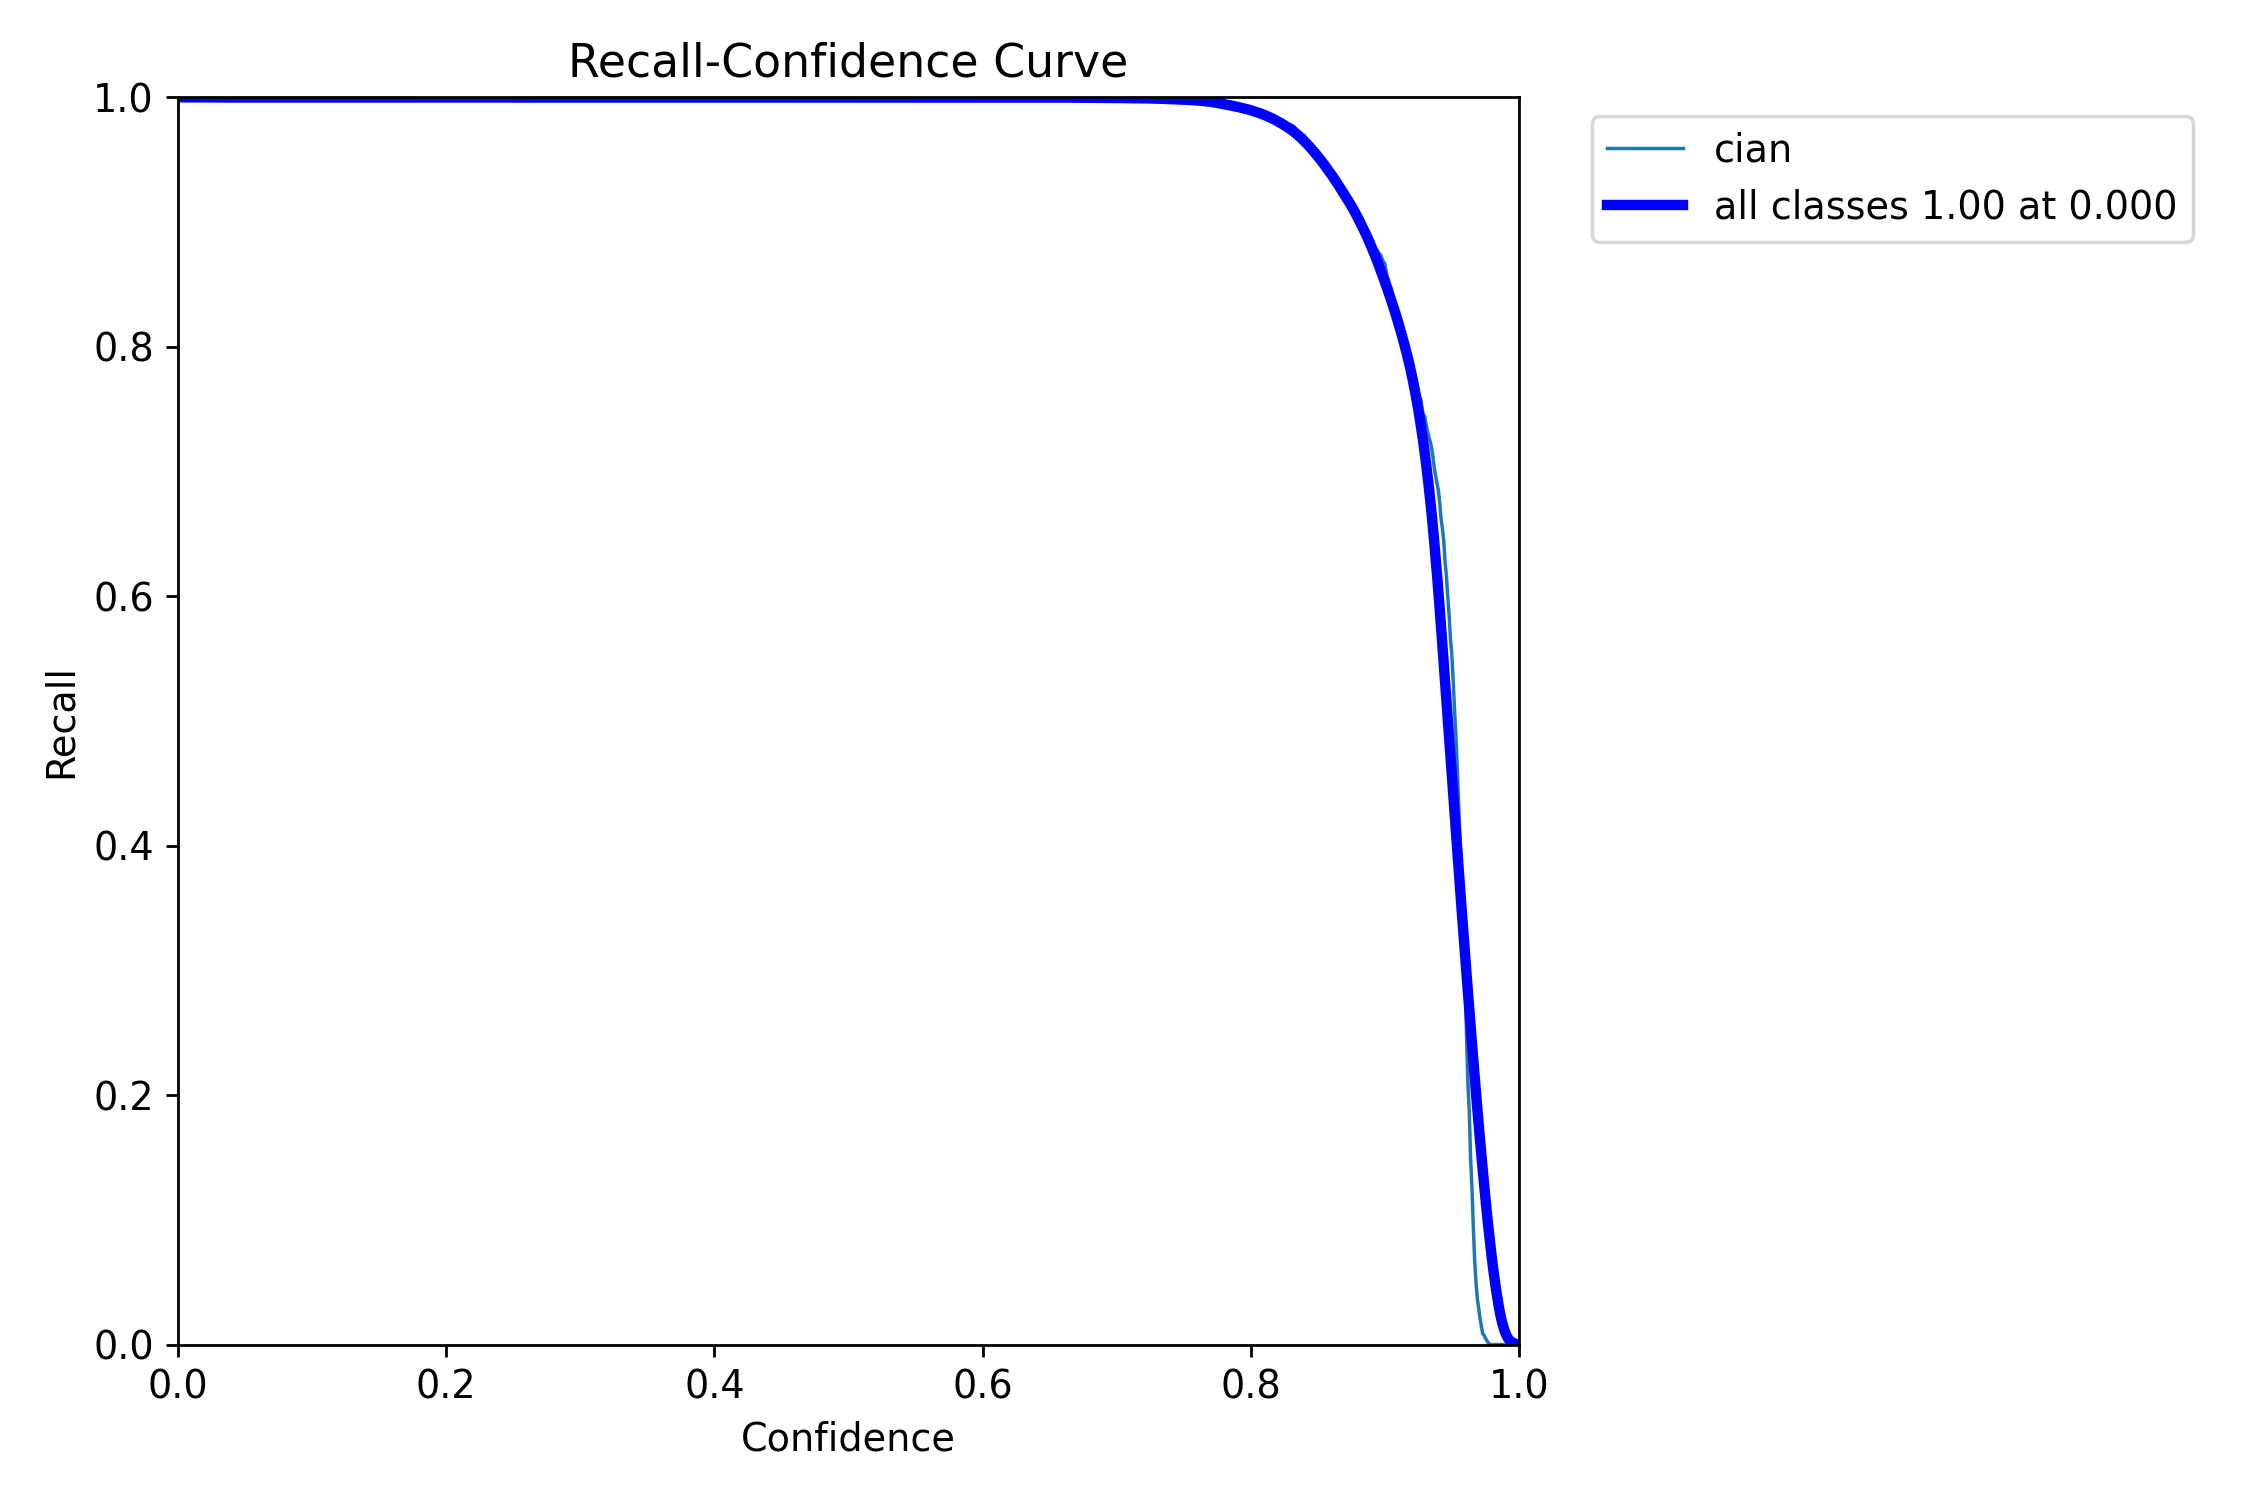 Recall-Confidence Curve
1.0
0.8
0.6
0.4
0.2
0.0
Recall
0.0 0.2 0.4 0.6 0.8 1.0
Confidence
cian
all classes 1.00 at 0.000